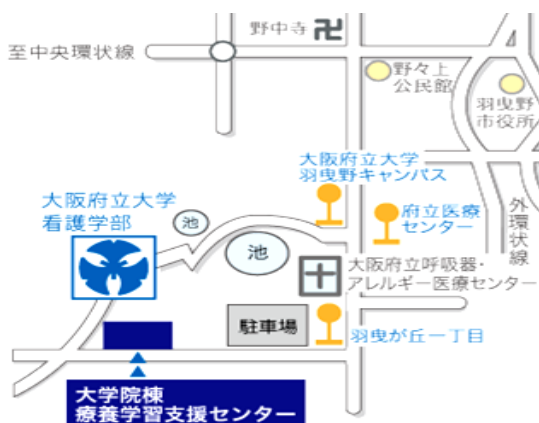 野中寺
至中央環状線
野々上
公民館
羽曳野
市役所
大阪府立大学
羽曳野キャンパス
大阪府立大学
看護学部
池
池
府立医療
センター
外環状線
大阪府立呼吸器・
アレルギー医療センター
駐車場
羽曳が丘一丁目
大学院棟
療養学習支援センター